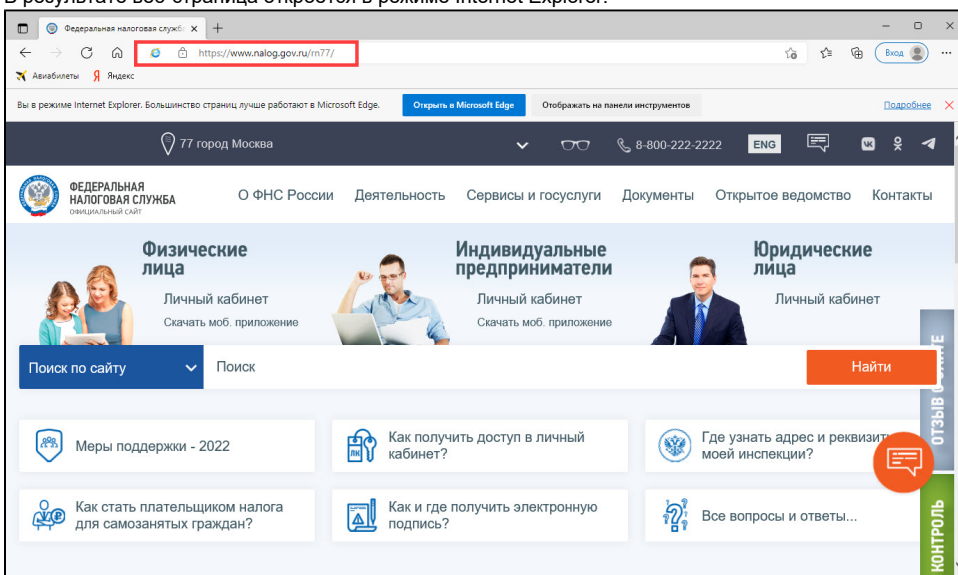 В результате веб-страница откроется в режиме Internet Explorer.
Федеральная налоговая служба
https://www.nalog.gov.ru/rn77/
Вход
Авиабилеты
Яндекс
Вы в режиме Internet Explorer. Большинство страниц лучше работают в Microsoft Edge.
Открыть в Microsoft Edge
Отображать на панели инструментов
Подробнее
77 город Москва
8-800-222-2222
ENG
ФЕДЕРАЛЬНАЯ
НАЛОГОВАЯ СЛУЖБА
ОФИЦИАЛЬНЫЙ САЙТ
О ФНС России
Деятельность
Сервисы и госуслуги
Документы
Открытое ведомство
Контакты
Физические
лица
Личный кабинет
Скачать моб. приложение
Индивидуальные
предприниматели
Личный кабинет
Скачать моб. приложение
Юридические
лица
Личный кабинет
Поиск по сайту
Поиск
Найти
ОТЗЫВ О САЙТЕ
Меры поддержки - 2022
Как получить доступ в личный
кабинет?
Где узнать адрес и реквизиты
моей инспекции?
Как стать плательщиком налога
для самозанятых граждан?
Как и где получить электронную
подпись?
Все вопросы и ответы...
КОНТРОЛЬ